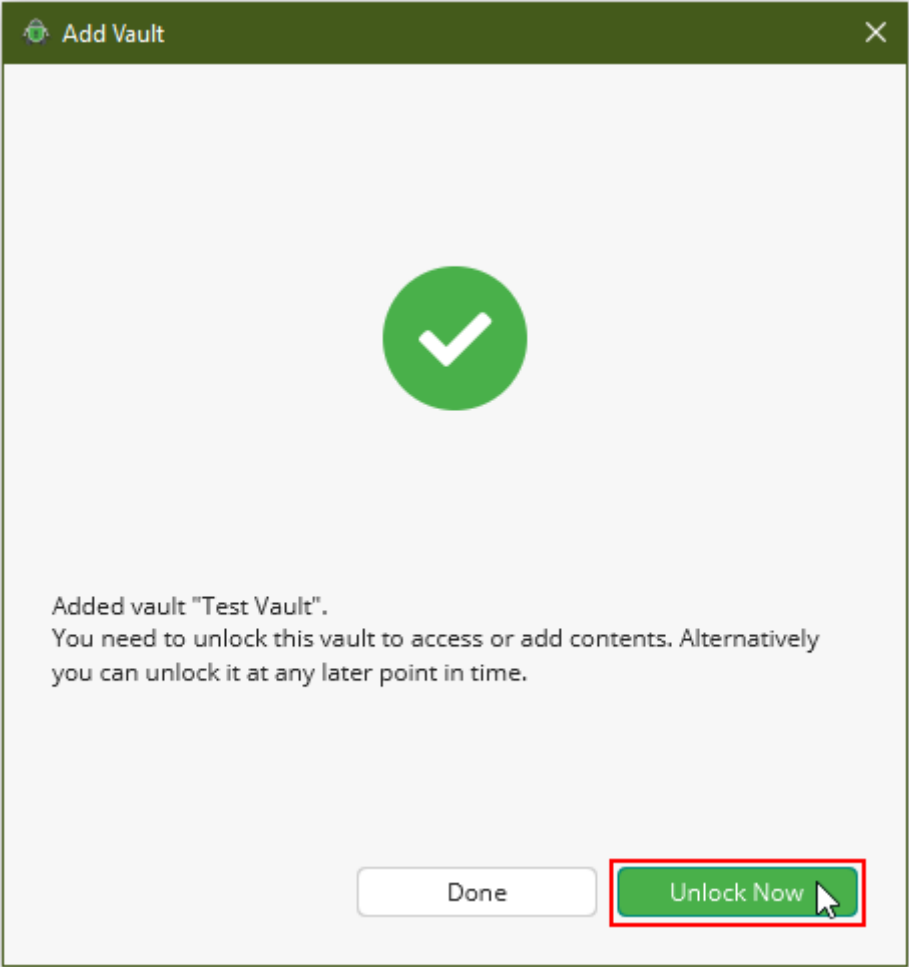 Add Vault
Added vault "Test Vault".
You need to unlock this vault to access or add contents. Alternatively
you can unlock it at any later point in time.
Done
Unlock Now